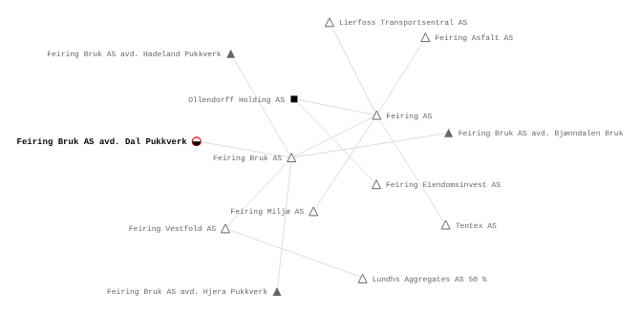 Lierfoss Transportsentral AS
Feiring Asfalt AS
Feiring Bruk AS avd. Hadeland Pukkverk
Ollendorff Holding AS
Feiring AS
Feiring Bruk AS avd. Bjønndalen Bruk
Feiring Bruk AS avd. Dal Pukkverk
Feiring Bruk AS
Feiring Eiendomsinvest AS
Feiring Miljø AS
Tentex AS
Feiring Vestfold AS
Lundhs Aggregates AS 50 %
Feiring Bruk AS avd. Hjera Pukkverk